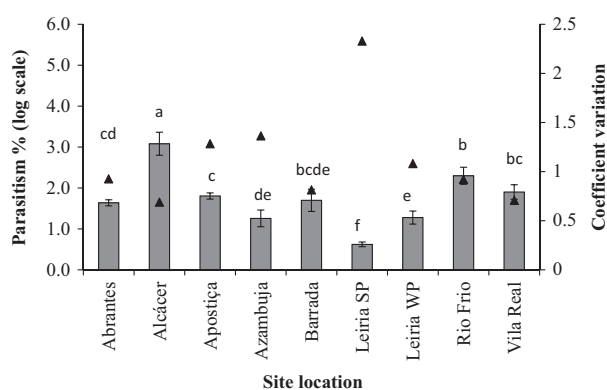 Parasitism % (log scale)
6.0
5.0
4.0
3.0
2.0
1.0
0.0
cd
a
c
de
bcde
f
e
b
bc
2.5
2
1.5
1
0.5
0
Coefficient variation
Abrantes
Alcácer
Apostiça
Azambuja
Barrada
Leiria SP
Leiria WP
Rio Frio
Vila Real
Site location